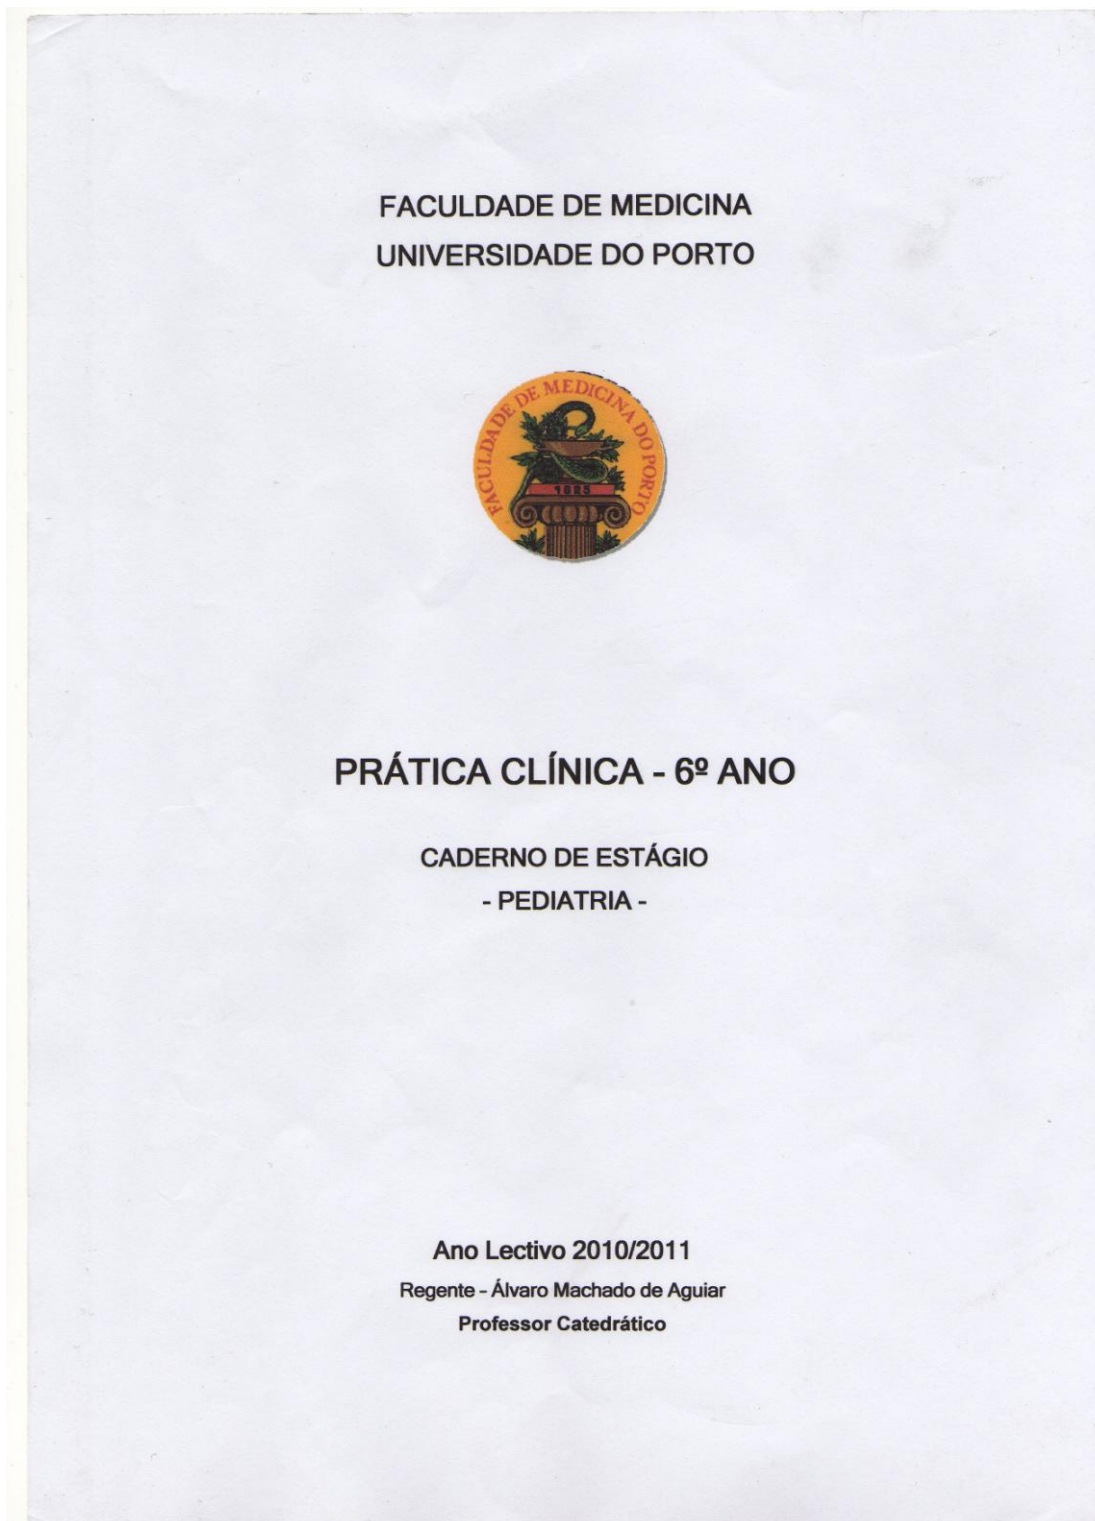 FACULDADE DE MEDICINA
UNIVERSIDADE DO PORTO
FACULDADE DE MEDICINA DO PORTO
1825
PRÁTICA CLÍNICA - 6º ANO
CADERNO DE ESTÁGIO
- PEDIATRIA -
Ano Lectivo 2010/2011
Regente - Álvaro Machado de Aguiar
Professor Catedrático